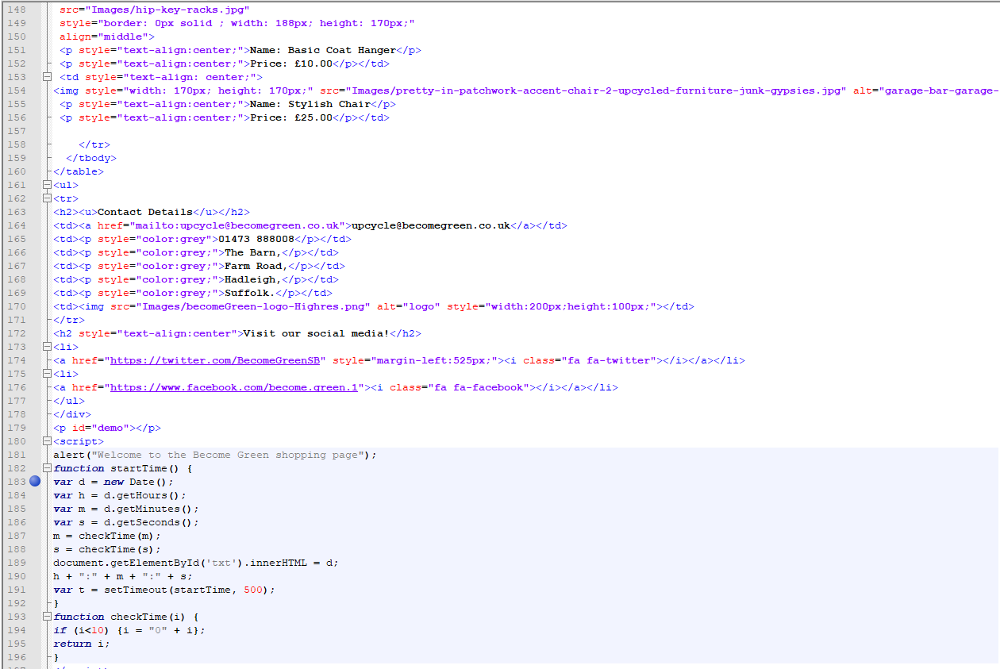 148 src="Images/hip-key-racks.jpg"
149 style="border: 0px solid ; width: 188px; height: 170px;"
150 align="middle">
151 <p style="text-align:center;">Name: Basic Coat Hanger</p>
152 <p style="text-align:center;">Price: £10.00</p></td>
153 <td style="text-align: center;">
154 <img style="width: 170px; height: 170px;" src="Images/pretty-in-patchwork-accent-chair-2-upcycled-furniture-junk-gypsies.jpg" alt="garage-bar-garage-
155 <p style="text-align:center;">Name: Stylish Chair</p>
156 <p style="text-align:center;">Price: £25.00</p></td>
157
158 </tr>
159 </tbody>
160 </table>
161 <ul>
162 <tr>
163 <h2><u>Contact Details</u></h2>
164 <td><a href="mailto:upcycle@becomegreen.co.uk">upcycle@becomegreen.co.uk</a></td>
165 <td><p style="color:grey">01473 888008</p></td>
166 <td><p style="color:grey;">The Barn,</p></td>
167 <td><p style="color:grey;">Farm Road,</p></td>
168 <td><p style="color:grey;">Hadleigh,</p></td>
169 <td><p style="color:grey;">Suffolk.</p></td>
170 <td><img src="Images/becomeGreen-logo-Highres.png" alt="logo" style="width:200px;height:100px;"></td>
171 </tr>
172 <h2 style="text-align:center">Visit our social media!</h2>
173 <li>
174 <a href="https://twitter.com/BecomeGreenSB" style="margin-left:525px;"><i class="fa fa-twitter"></i></a></li>
175 <li>
176 <a href="https://www.facebook.com/become.green.1"><i class="fa fa-facebook"></i></a></li>
177 </ul>
178 </div>
179 <p id="demo"></p>
180 <script>
181 alert("Welcome to the Become Green shopping page");
182 function startTime() {
183 var d = new Date();
184 var h = d.getHours();
185 var m = d.getMinutes();
186 var s = d.getSeconds();
187 m = checkTime(m);
188 s = checkTime(s);
189 document.getElementById('txt').innerHTML = d;
190 h + ":" + m + ":" + s;
191 var t = setTimeout(startTime, 500);
192 }
193 function checkTime(i) {
194 if (i<10) {i = "0" + i};
195 return i;
196 }